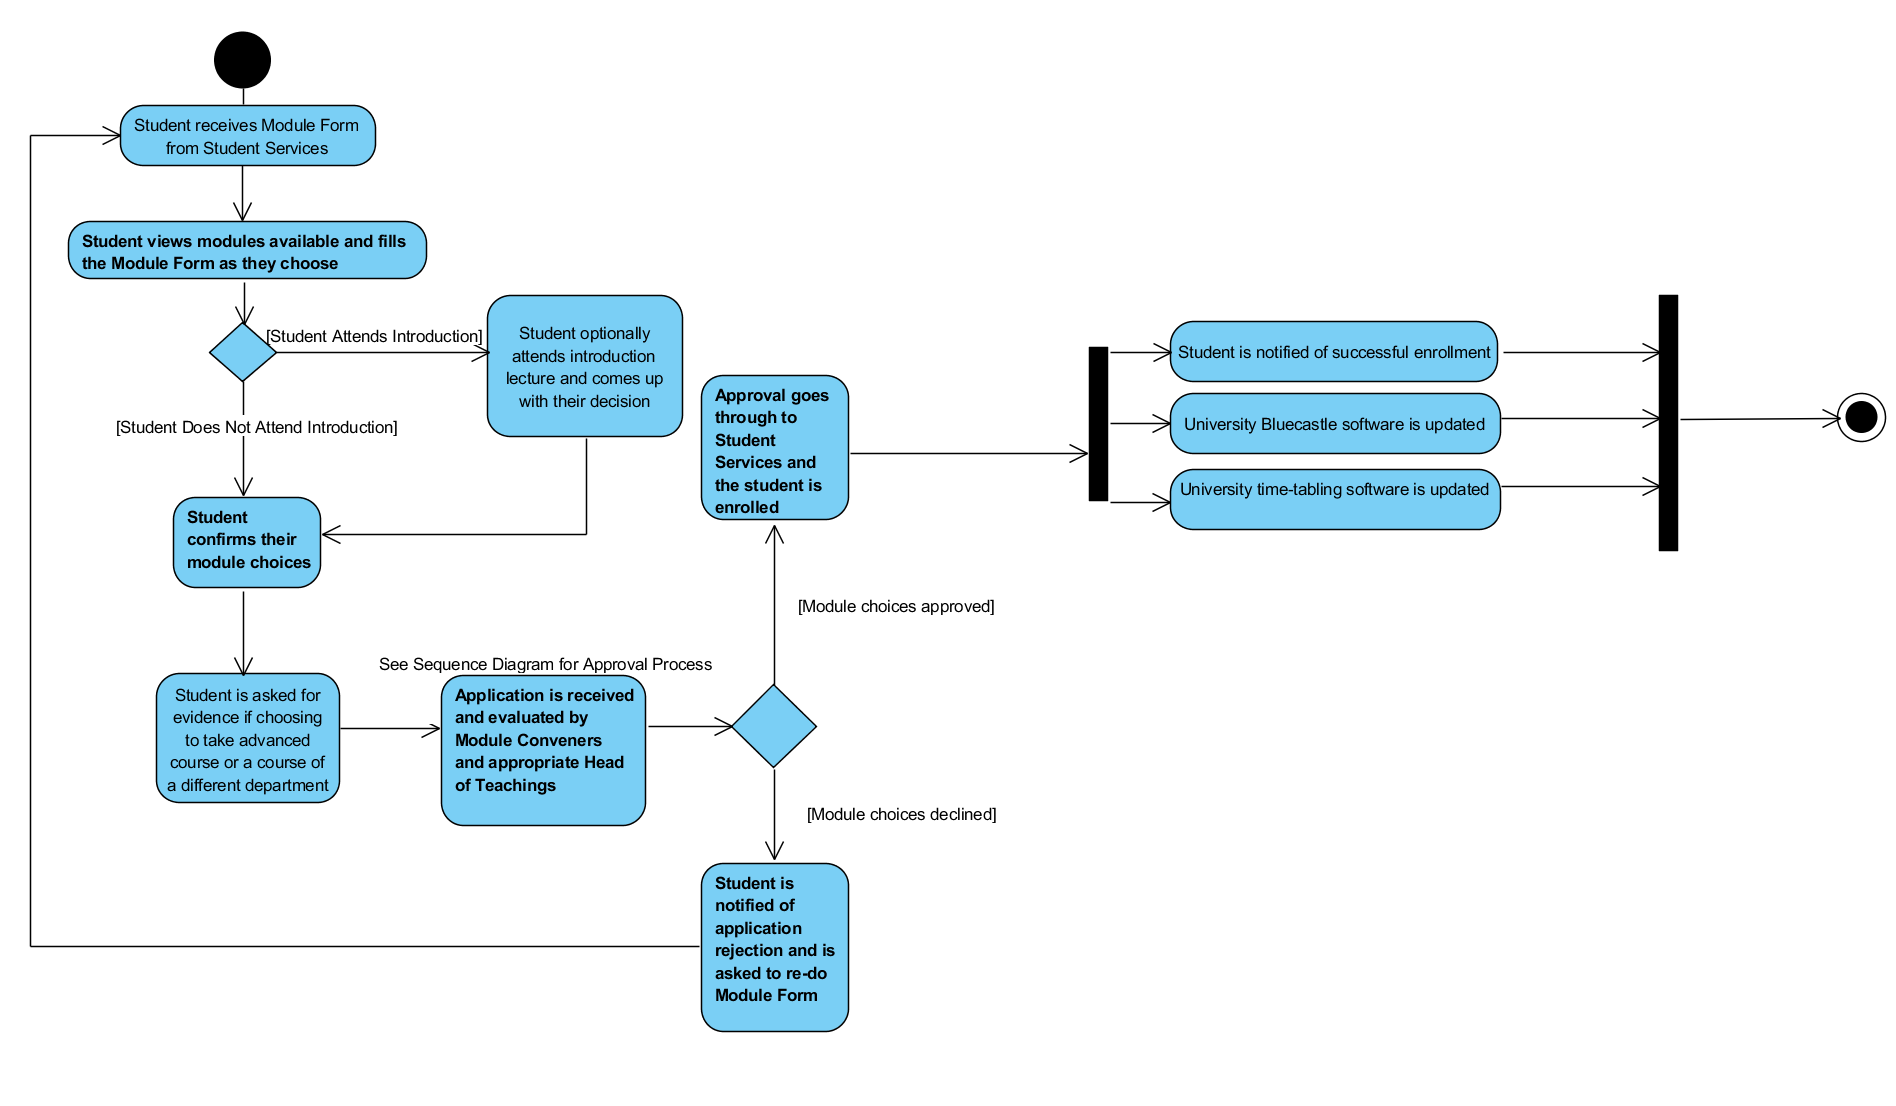 Student receives Module Form
from Student Services
Student views modules available and fills
the Module Form as they choose
[Student Attends Introduction]
Student optionally
attends introduction
lecture and comes up
with their decision
[Student Does Not Attend Introduction]
Student
confirms their
module choices
Student is asked for
evidence if choosing
to take advanced
course or a course of
a different department
See Sequence Diagram for Approval Process
Application is received
and evaluated by
Module Conveners
and appropriate Head
of Teachings
[Module choices approved]
[Module choices declined]
Approval goes
through to
Student
Services and
the student is
enrolled
Student is
notified of
application
rejection and is
asked to re-do
Module Form
Student is notified of successful enrollment
University Bluecastle software is updated
University time-tabling software is updated